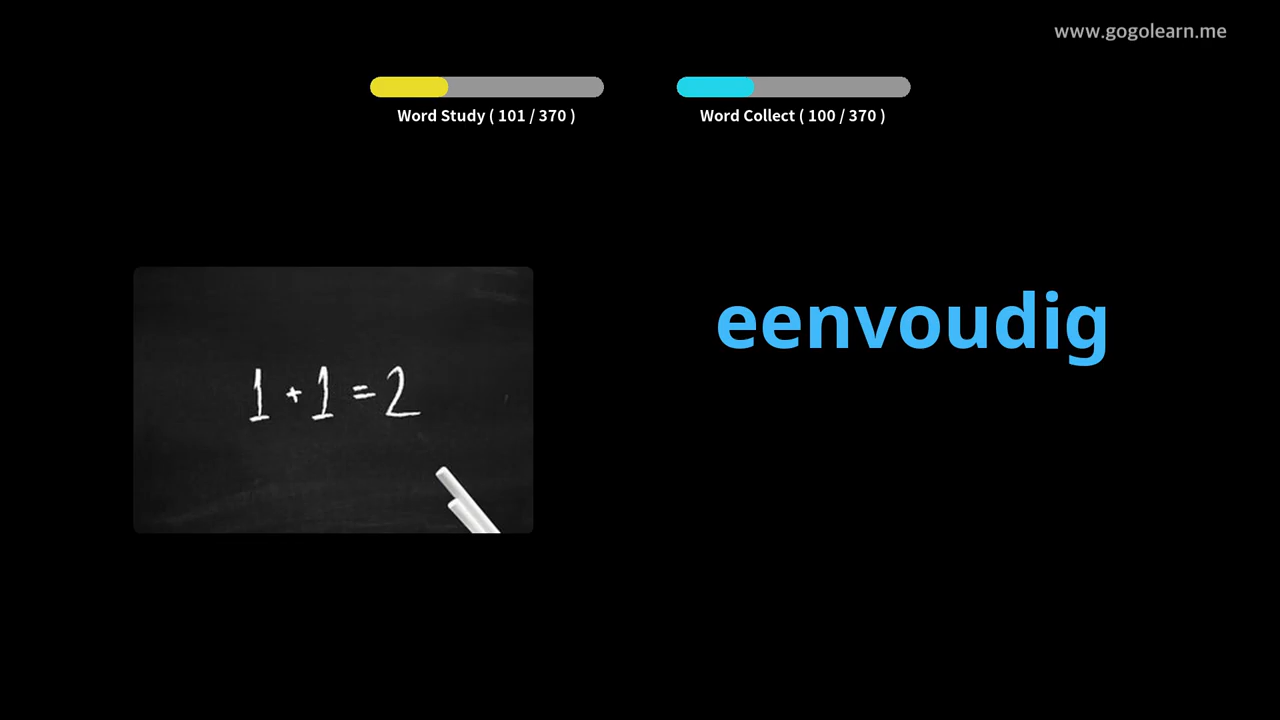 www.gogolearn.me
Word Study ( 101 / 370 )
Word Collect ( 100 / 370 )
eenvoudig
1 + 1 = 2